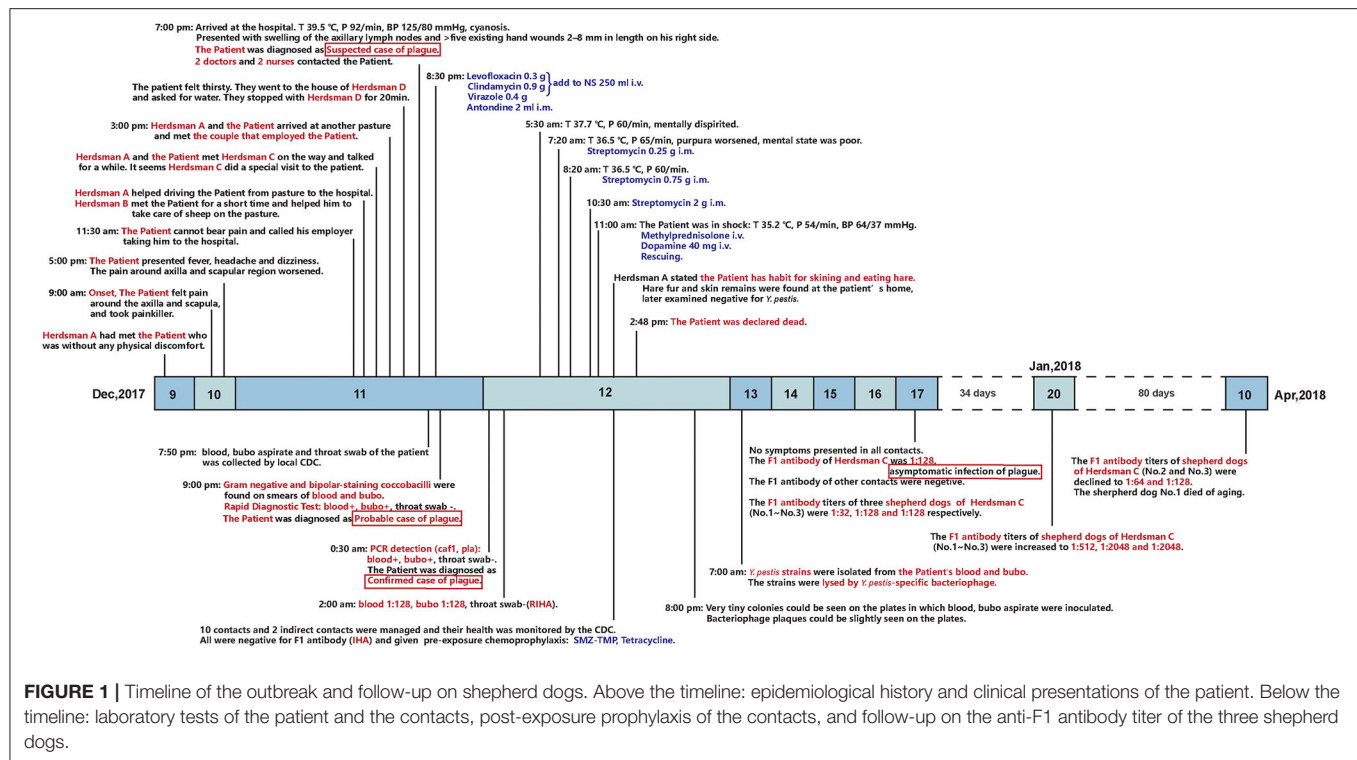 7:00 pm: Arrived at the hospital. T 39.5 ℃, P 92/min, BP 125/80 mmHg, cyanosis.
Presented with swelling of the axillary lymph nodes and >five existing hand wounds 2–8 mm in length on his right side.
The Patient was diagnosed as Suspected case of plague.
2 doctors and 2 nurses contacted the Patient.
The patient felt thirsty. They went to the house of Herdsman D
and asked for water. They stopped with Herdsman D for 20min.
3:00 pm: Herdsman A and the Patient arrived at another pasture
and met the couple that employed the Patient.
Herdsman A and the Patient met Herdsman C on the way and talked
for a while. It seems Herdsman C did a special visit to the patient.
Herdsman A helped driving the Patient from pasture to the hospital.
Herdsman B met the Patient for a short time and helped him to
take care of sheep on the pasture.
11:30 am: The Patient cannot bear pain and called his employer
taking him to the hospital.
5:00 pm: The Patient presented fever, headache and dizziness.
The pain around axilla and scapular region worsened.
9:00 am: Onset, The Patient felt pain
around the axilla and scapula,
and took painkiller.
Herdsman A had met the Patient who
was without any physical discomfort.
8:30 pm: Levofloxacin 0.3 g
Clindamycin 0.9 g
add to NS 250 ml i.v.
Virazole 0.4 g
Antondine 2 ml i.m.
5:30 am: T 37.7 ℃, P 60/min, mentally dispirited.
7:20 am: T 36.5 ℃, P 65/min, purpura worsened, mental state was poor.
Streptomycin 0.25 g i.m.
8:20 am: T 36.5 ℃, P 60/min.
Streptomycin 0.75 g i.m.
10:30 am: Streptomycin 2 g i.m.
11:00 am: The Patient was in shock: T 35.2 ℃, P 54/min, BP 64/37 mmHg.
Methylprednisolone i.v.
Dopamine 40 mg i.v.
Rescuing.
Herdsman A stated the Patient has habit for skining and eating hare.
Hare fur and skin remains were found at the patient's home,
later examined negative for Y. pestis.
2:48 pm: The Patient was declared dead.
Jan,2018
Dec,2017 9 10 11 12 13 14 15 16 17 34 days 20 80 days 10 Apr,2018
7:50 pm: blood, bubo aspirate and throat swab of the patient
was collected by local CDC.
9:00 pm: Gram negative and bipolar-staining coccobacilli were
found on smears of blood and bubo.
Rapid Diagnostic Test: blood+, bubo+, throat swab -.
The Patient was diagnosed as Probable case of plague.
0:30 am: PCR detection (caf1, pla):
blood+, bubo+, throat swab-.
The Patient was diagnosed as
Confirmed case of plague.
2:00 am: blood 1:128, bubo 1:128, throat swab-(RIHA).
10 contacts and 2 indirect contacts were managed and their health was monitored by the CDC.
All were negative for F1 antibody (IHA) and given pre-exposure chemoprophylaxis: SMZ-TMP, Tetracycline.
8:00 pm: Very tiny colonies could be seen on the plates in which blood, bubo aspirate were inoculated.
Bacteriophage plaques could be slightly seen on the plates.
7:00 am: Y. pestis strains were isolated from the Patient's blood and bubo.
The strains were lysed by Y. pestis-specific bacteriophage.
No symptoms presented in all contacts.
The F1 antibody of Herdsman C was 1:128,
asymptomatic infection of plague.
The F1 antibody of other contacts were negetive.
The F1 antibody titers of three shepherd dogs of Herdsman C
(No.1~No.3) were 1:32, 1:128 and 1:128 respectively.
The F1 antibody titers of shepherd dogs of Herdsman C
(No.1~No.3) were increased to 1:512, 1:2048 and 1:2048.
The F1 antibody titers of shepherd dogs
of Herdsman C (No.2 and No.3) were
declined to 1:64 and 1:128.
The sherpherd dog No.1 died of aging.
FIGURE 1 | Timeline of the outbreak and follow-up on shepherd dogs. Above the timeline: epidemiological history and clinical presentations of the patient. Below the
timeline: laboratory tests of the patient and the contacts, post-exposure prophylaxis of the contacts, and follow-up on the anti-F1 antibody titer of the three shepherd
dogs.